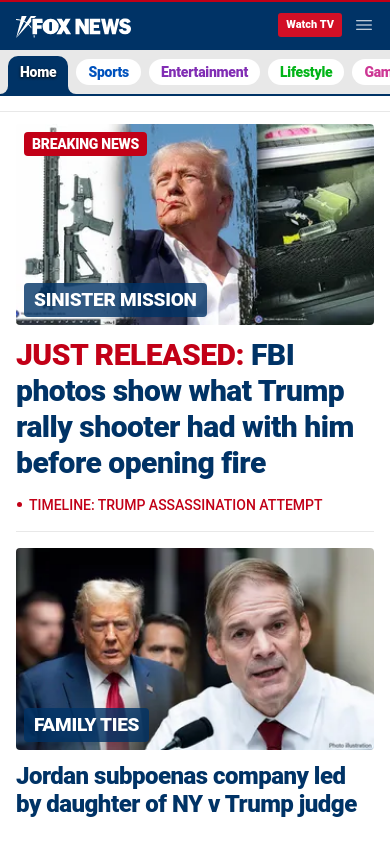 FOX NEWS
Watch TV
Home
Sports
Entertainment
Lifestyle
Gam
BREAKING NEWS
SINISTER MISSION
JUST RELEASED: FBI
photos show what Trump
rally shooter had with him
before opening fire
TIMELINE: TRUMP ASSASSINATION ATTEMPT
FAMILY TIES
Photo illustration
Jordan subpoenas company led
by daughter of NY v Trump judge